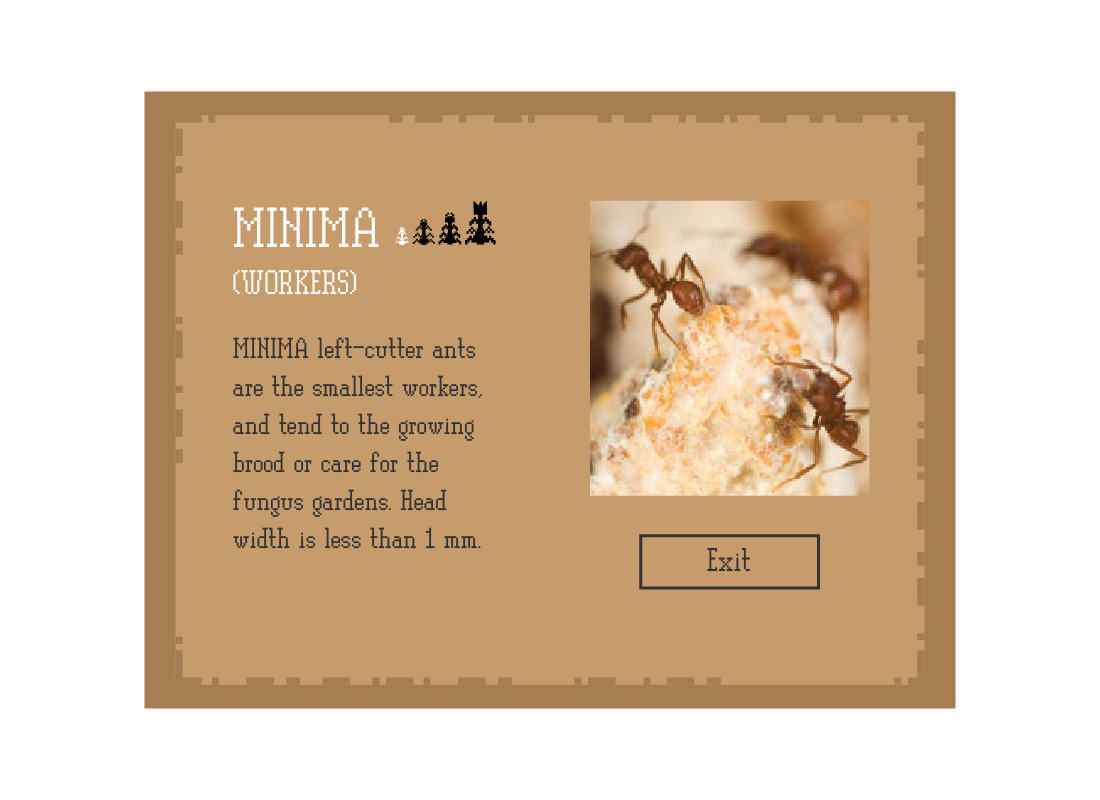 MINIMA
(WORKERS)
MINIMA left-cutter ants
are the smallest workers,
and tend to the growing
brood or care for the
fungus gardens. Head
width is less than 1 mm.
Exit